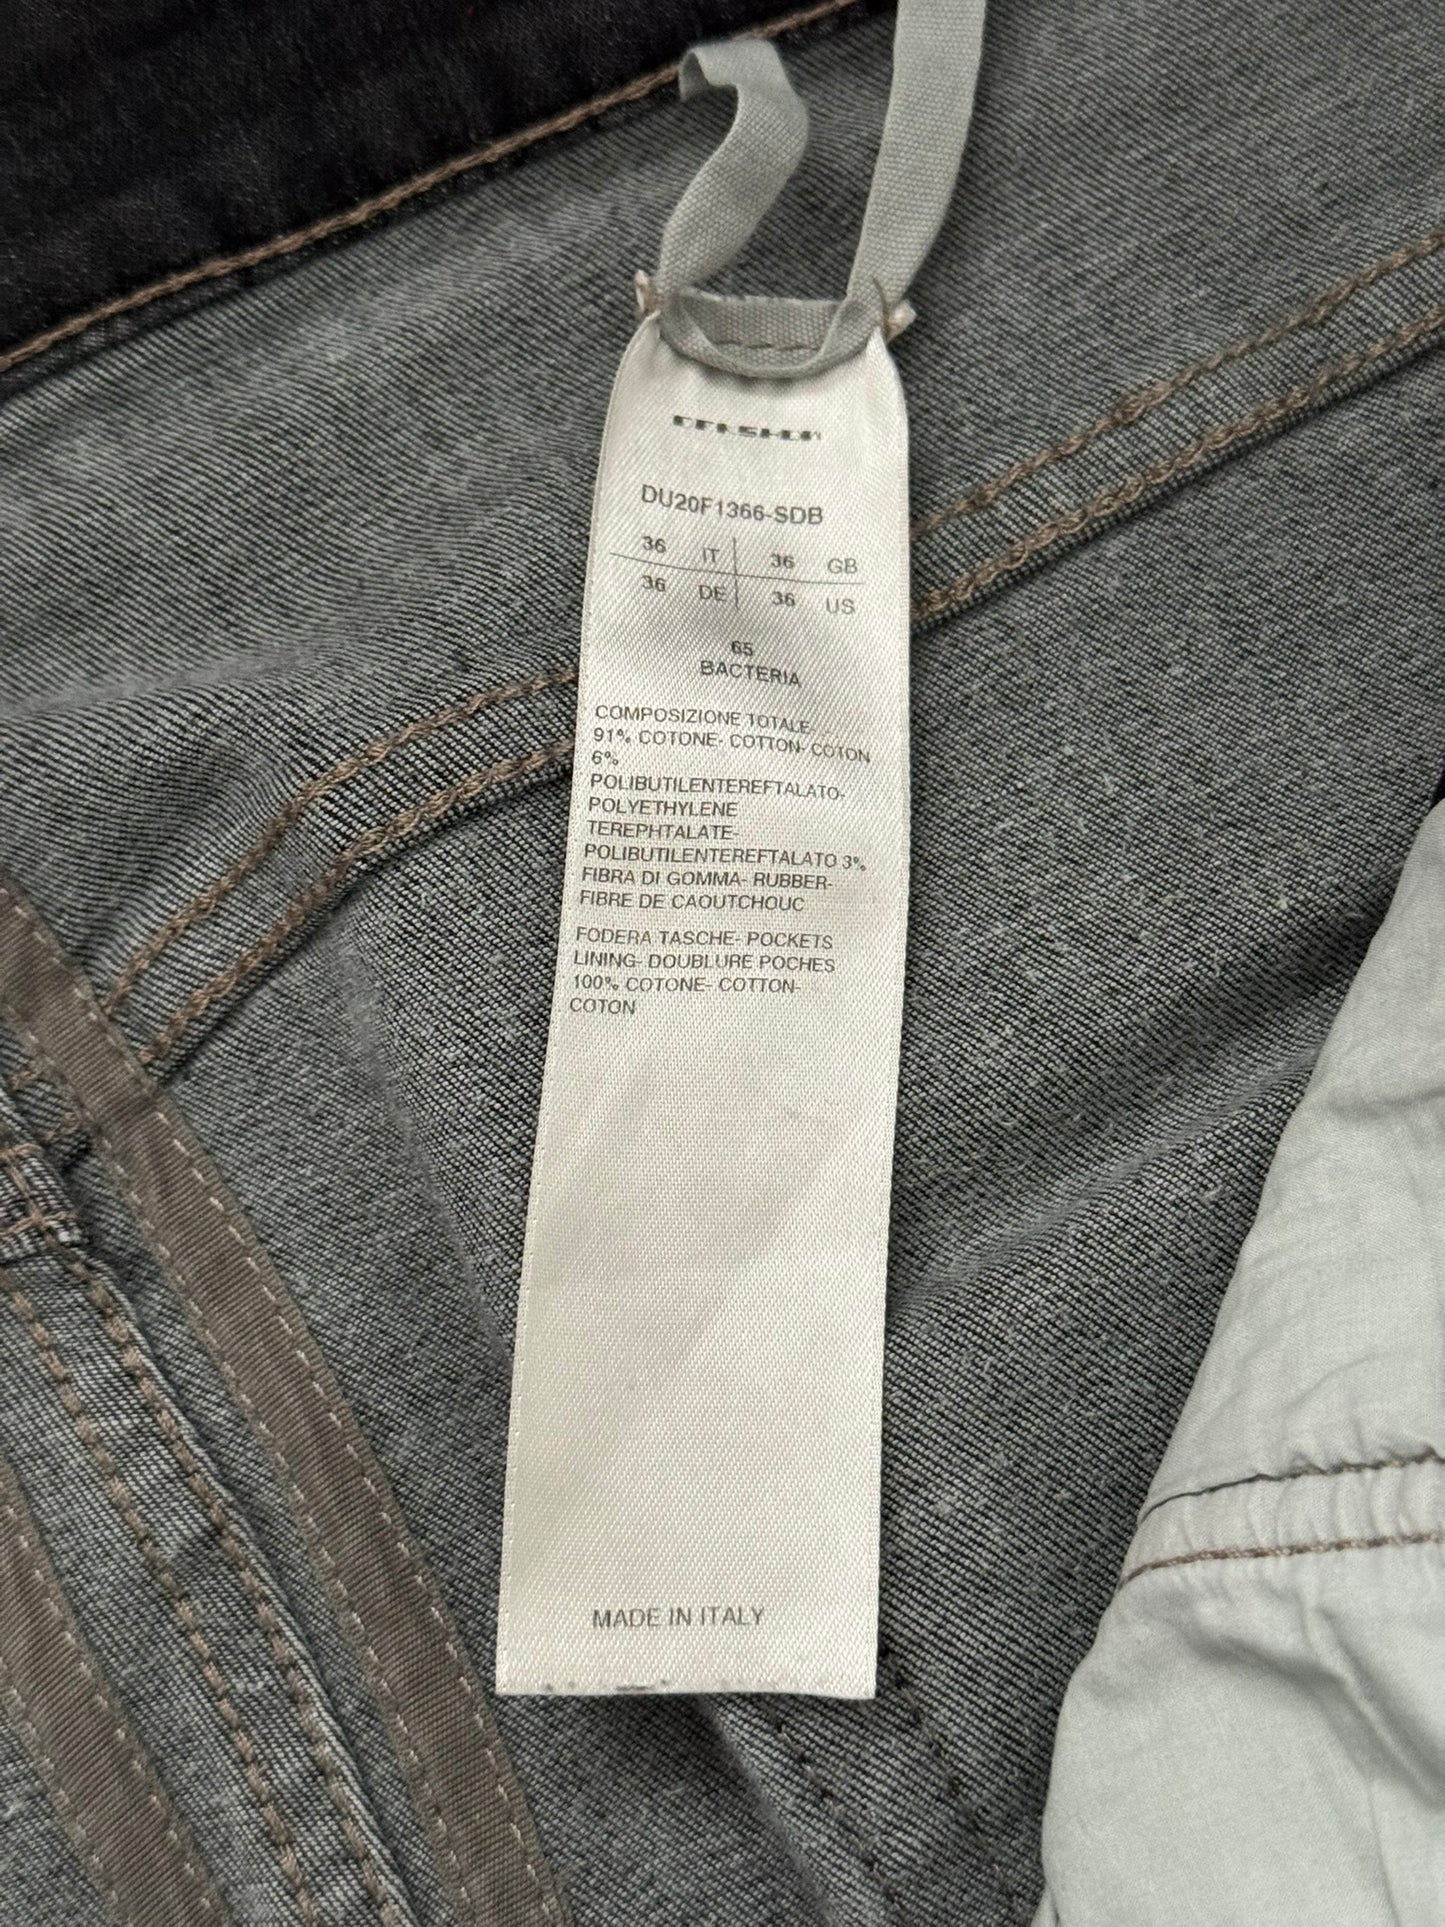 DU20F1366-SDB
36 IT 36 GB
36 DE 36 US
65
BACTERIA
COMPOSIZIONE TOTALE
91% COTONE- COTTON- COTON
6%
POLIBUTILENTEREFTALATO-
POLYETHYLENE
TEREPHTALATE-
POLIBUTILENTEREFTALATO 3%
FIBRA DI GOMMA- RUBBER-
FIBRE DE CAOUTCHOUC
FODERA TASCHE- POCKETS
LINING- DOUBLURE POCHES
100% COTONE- COTTON-
COTON
MADE IN ITALY